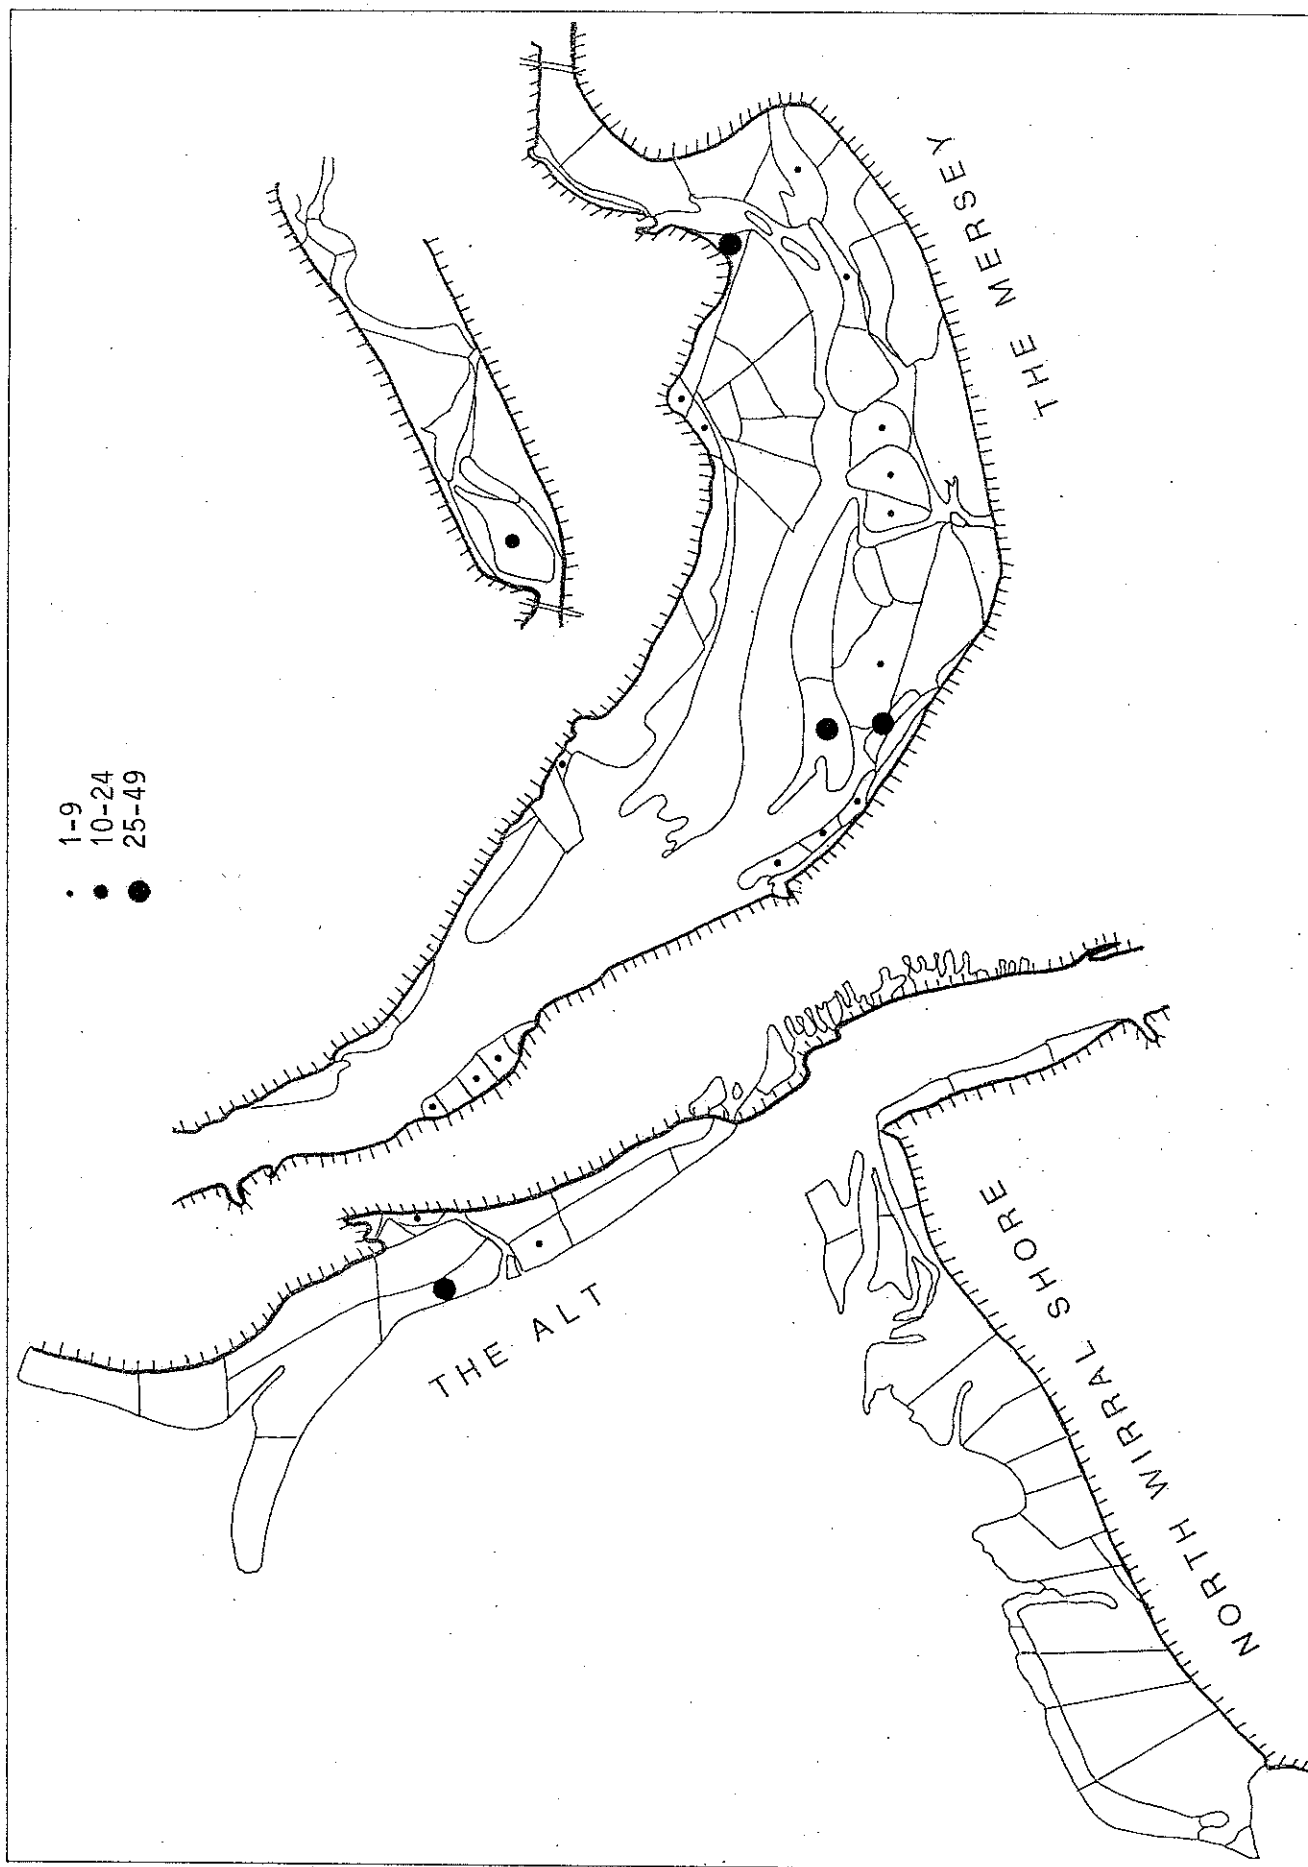 1-9
10-24
25-49
THE MERSEY
THE ALT
NORTH WIRRAL SHORE